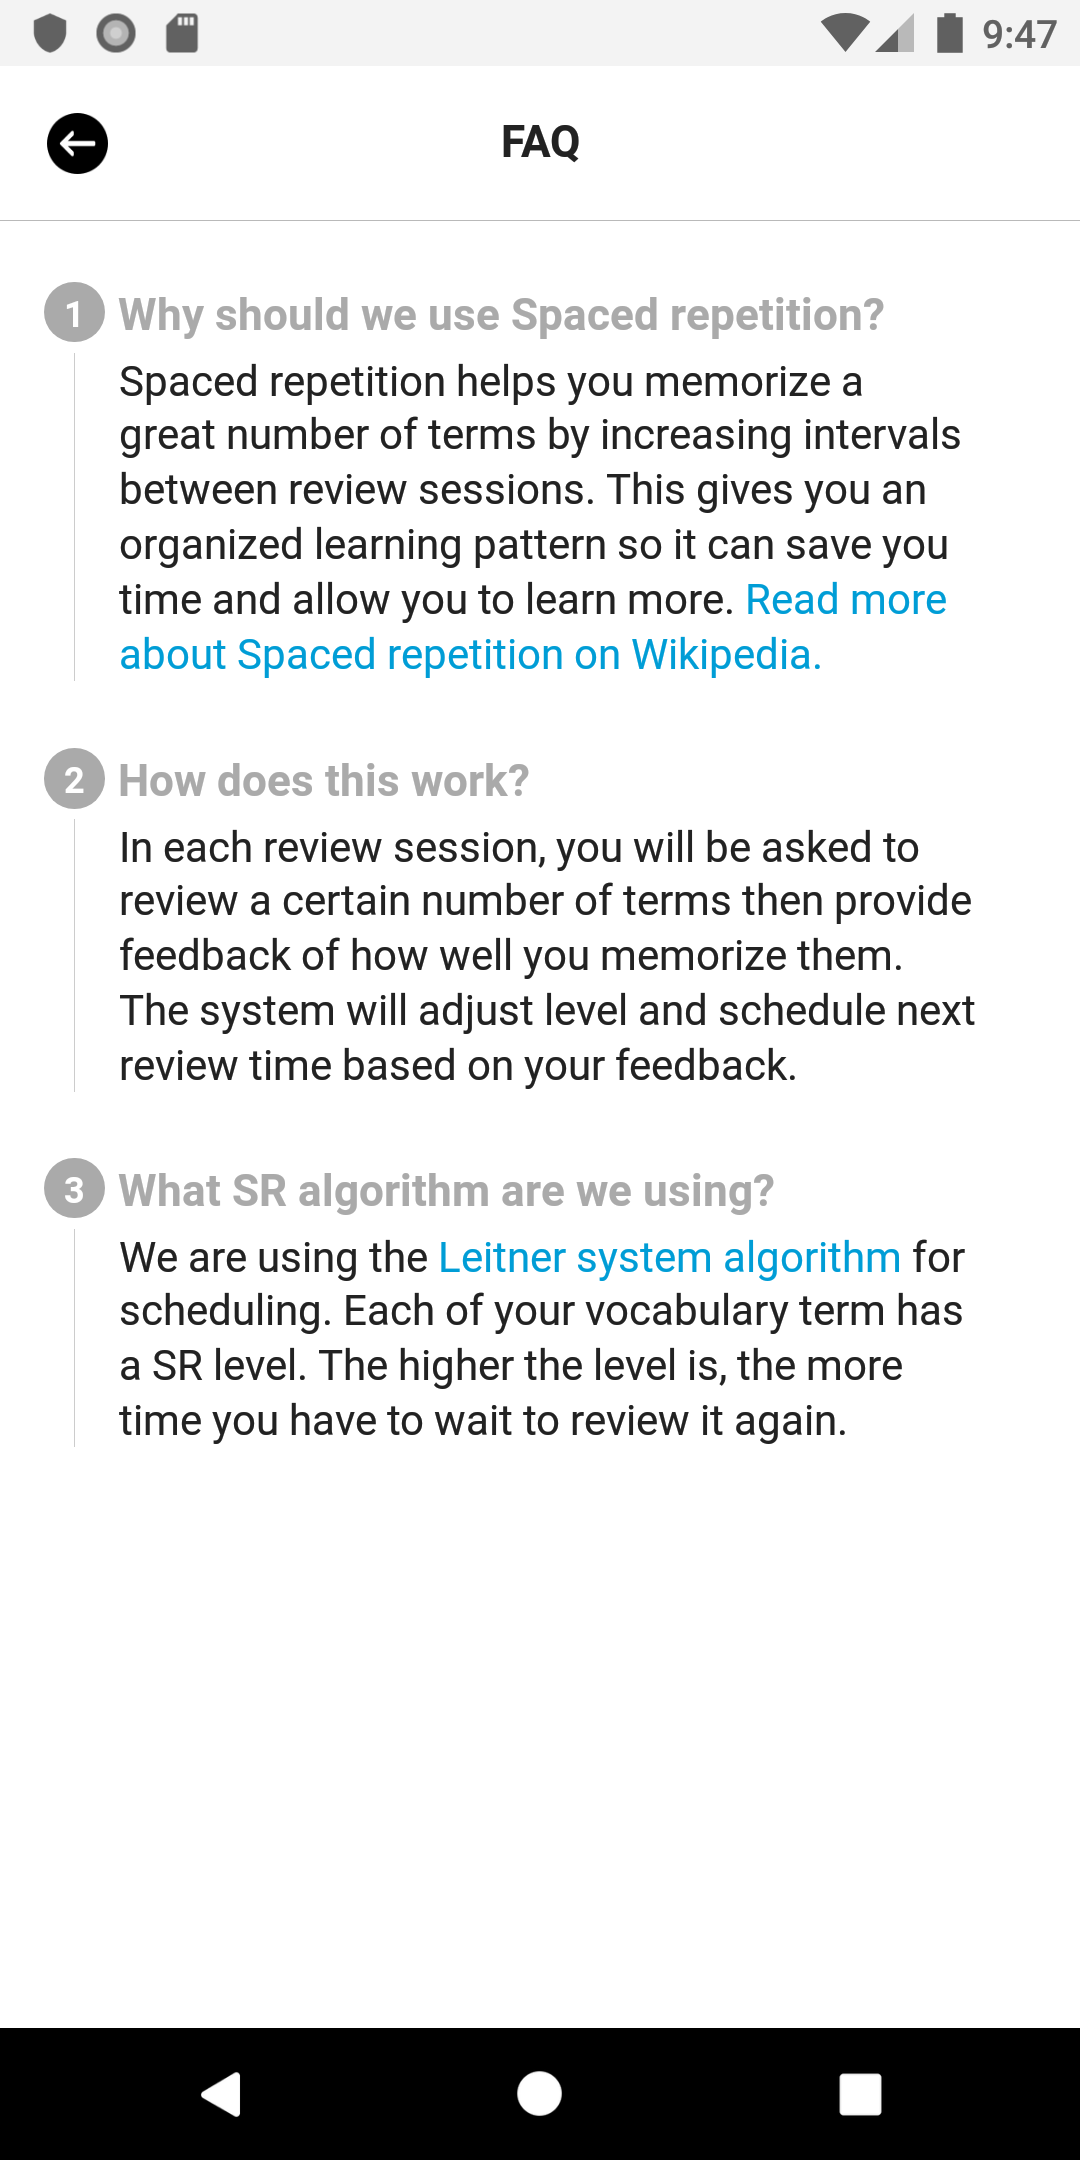 9:47
FAQ
1 Why should we use Spaced repetition?
Spaced repetition helps you memorize a
great number of terms by increasing intervals
between review sessions. This gives you an
organized learning pattern so it can save you
time and allow you to learn more. Read more
about Spaced repetition on Wikipedia.
2 How does this work?
In each review session, you will be asked to
review a certain number of terms then provide
feedback of how well you memorize them.
The system will adjust level and schedule next
review time based on your feedback.
3 What SR algorithm are we using?
We are using the Leitner system algorithm for
scheduling. Each of your vocabulary term has
a SR level. The higher the level is, the more
time you have to wait to review it again.